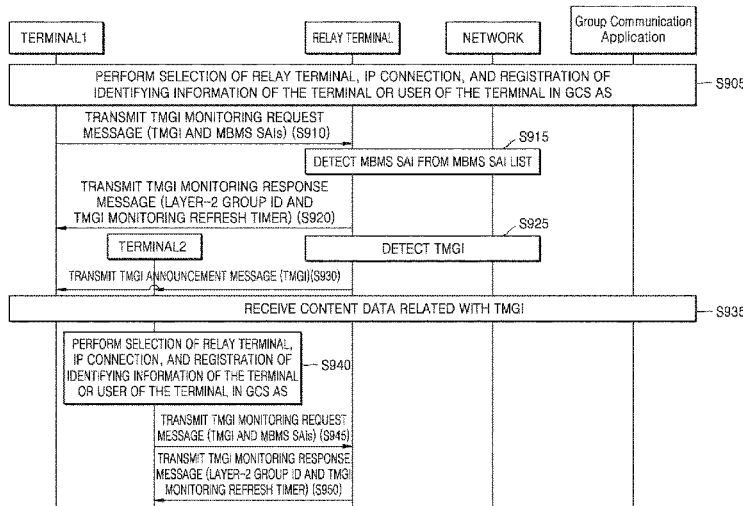 Group Communication
Application
TERMINAL1
RELAY TERMINAL
NETWORK
PERFORM SELECTION OF RELAY TERMINAL, IP CONNECTION, AND REGISTRATION OF
IDENTIFYING INFORMATION OF THE TERMINAL OR USER OF THE TERMINAL IN GCS AS
S905
TRANSMIT TMGI MONITORING REQUEST
MESSAGE (TMGI AND MBMS SAIs) (S910)
S915
DETECT MBMS SAI FROM MBMS SAI LIST
TRANSMIT TMGI MONITORING RESPONSE
MESSAGE (LAYER-2 GROUP ID AND
TMGI MONITORING REFRESH TIMER) (S920)
S925
TERMINAL2
DETECT TMGI
TRANSMIT TMGI ANNOUNCEMENT MESSAGE (TMGI)(S930)
RECEIVE CONTENT DATA RELATED WITH TMGI
S935
PERFORM SELECTION OF RELAY TERMINAL,
IP CONNECTION, AND REGISTRATION OF
IDENTIFYING INFORMATION OF THE TERMINAL
OR USER OF THE TERMINAL IN GCS AS
S940
TRANSMIT TMGI MONITORING REQUEST
MESSAGE (TMGI AND MBMS SAIs) (S945)
TRANSMIT TMGI MONITORING RESPONSE
MESSAGE (LAYER-2 GROUP ID AND TMGI
MONITORING REFRESH TIMER) (S950)